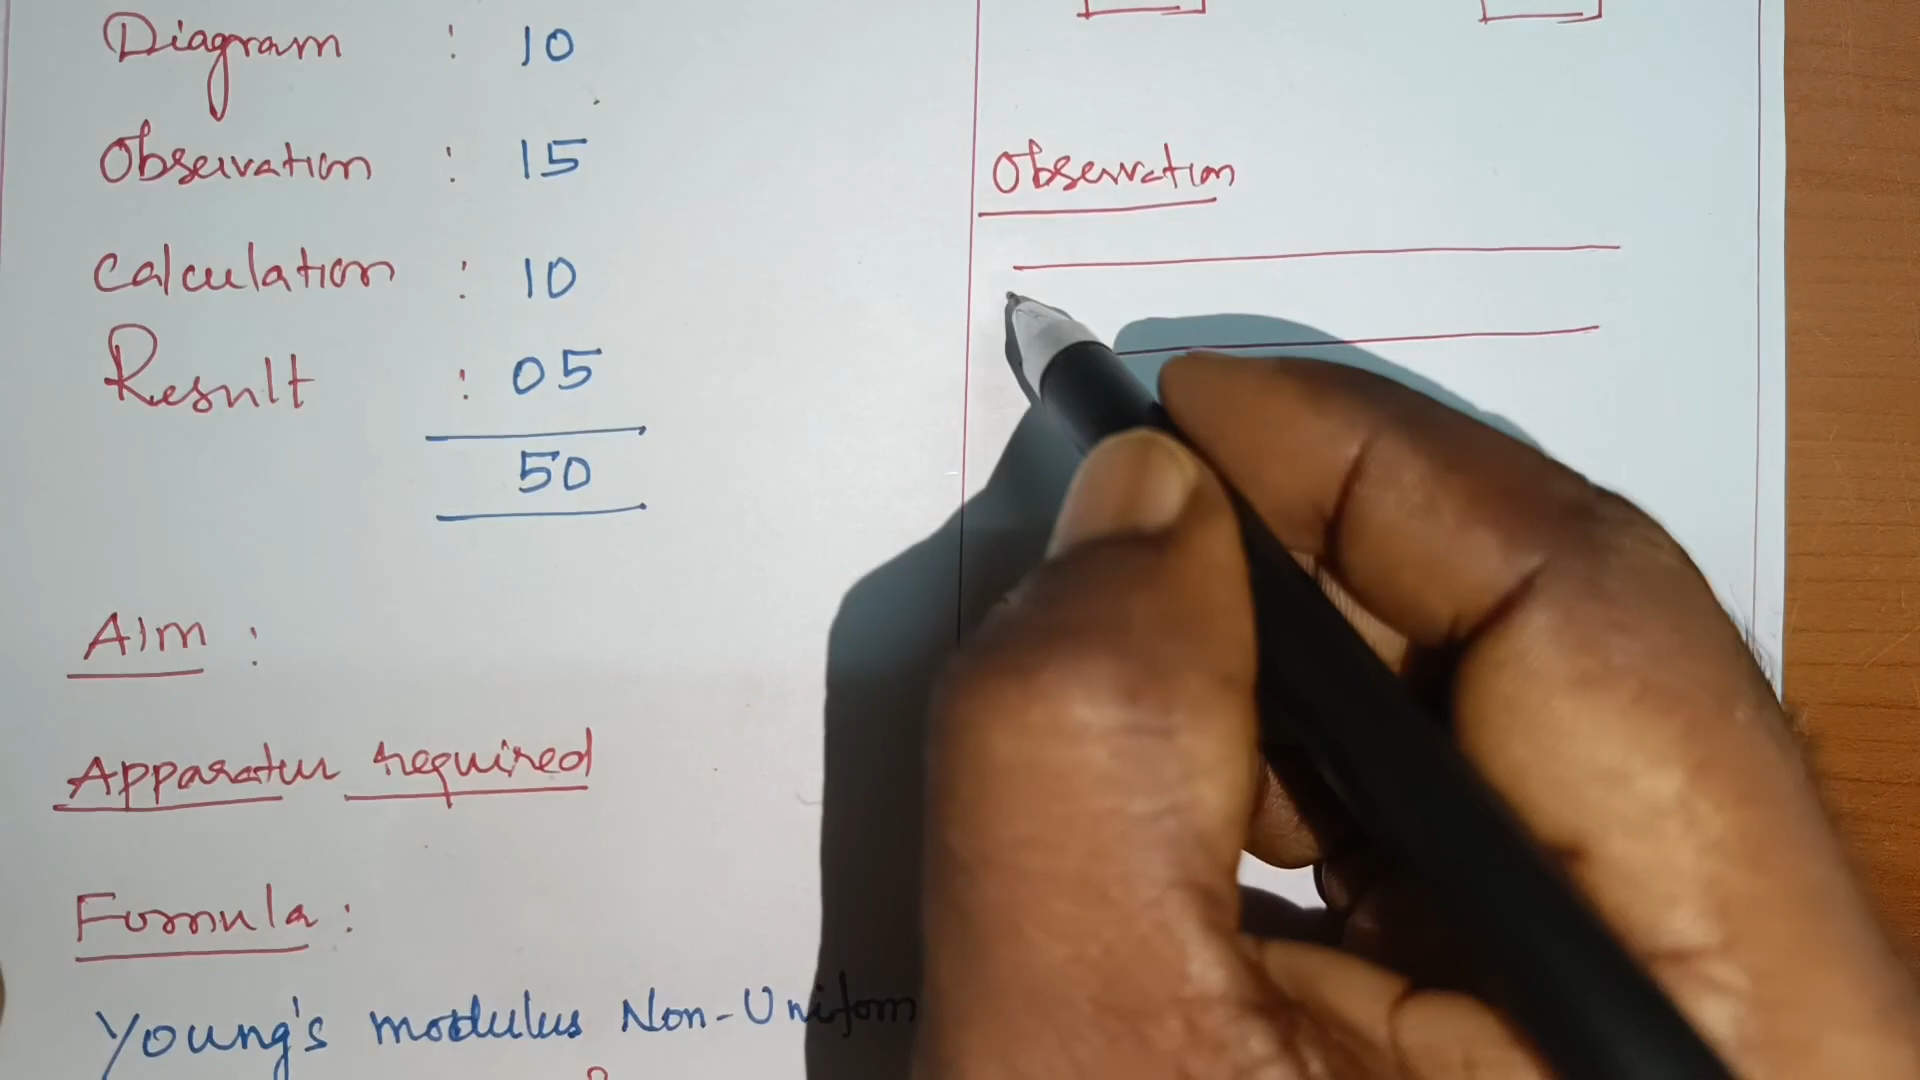 Diagram : 10
Observation : 15
Calculation : 10
Result : 05
50
Aim :
Apparatus required
Formula :
Young's modulus Non-Uniform
Observation